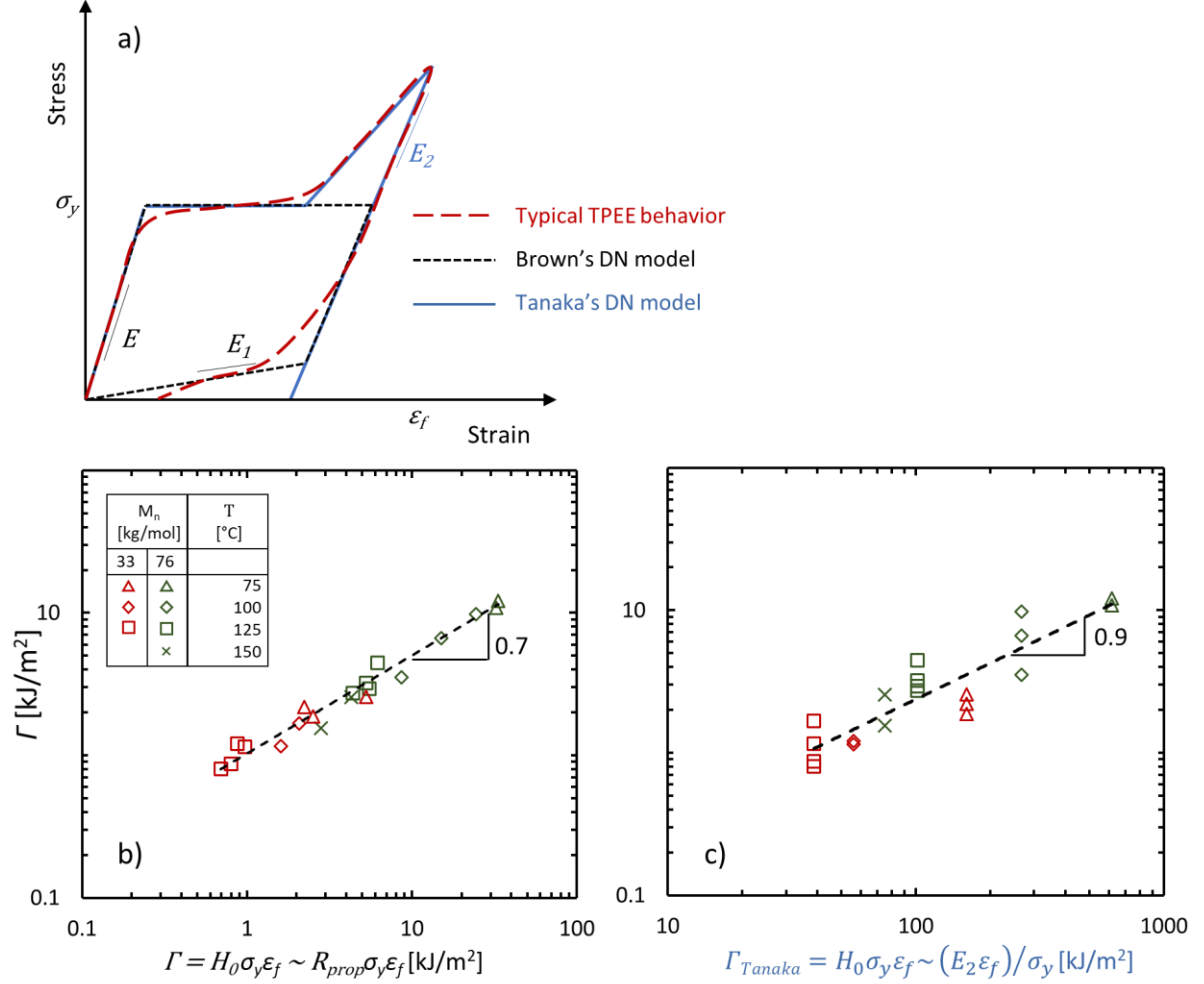 a)
Stress
σy
E
E1
E2
εf
Strain
Typical TPEE behavior
Brown's DN model
Tanaka's DN model
Mn
[kg/mol]
T
[°C]
33 76
75
100
125
150
Γ [kJ/m²]
10
0.1
0.7
b)
0.1 1 10 100
Γ = H0σyεf ~ Rpropσyεf [kJ/m²]
10
0.1
0.9
c)
10 100 1000
ΓTanaka = H0σyεf ~ (E2εf)/σy [kJ/m²]